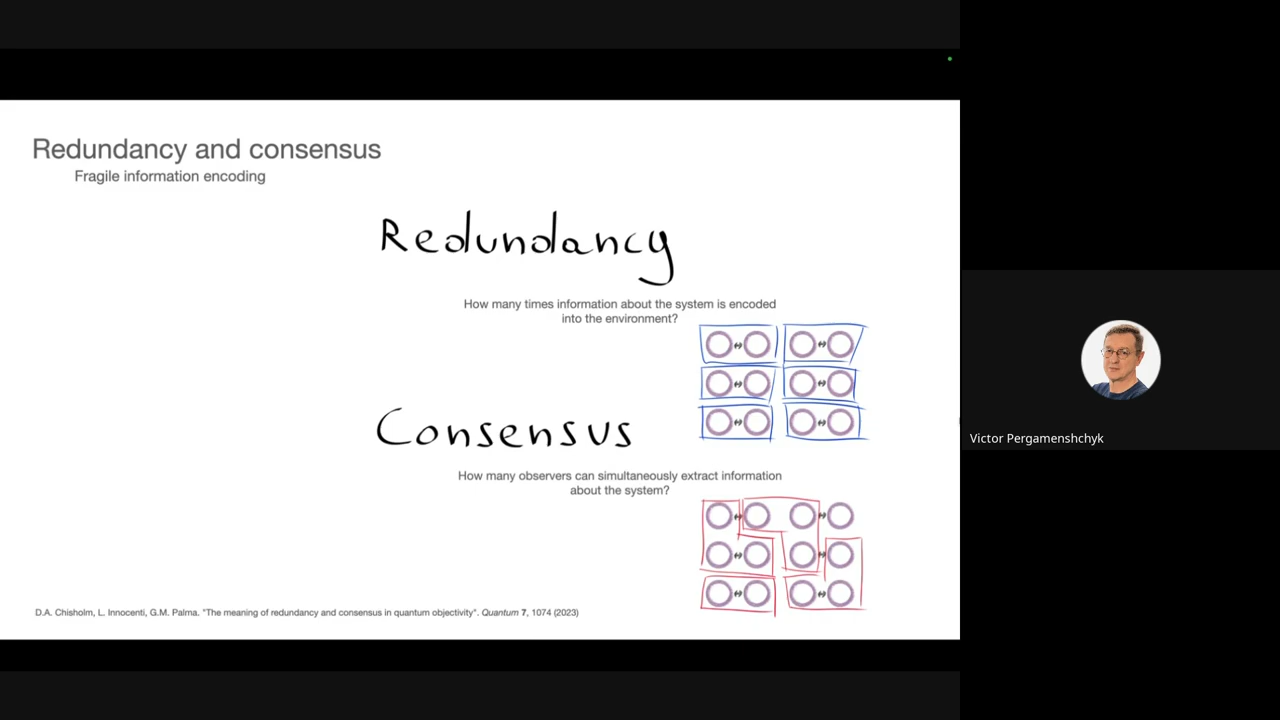 Redundancy and consensus
Fragile information encoding
Redundancy
How many times information about the system is encoded
into the environment?
Consensus
How many observers can simultaneously extract information
about the system?
D.A. Chisholm, L. Innocenti, G.M. Palma. "The meaning of redundancy and consensus in quantum objectivity". Quantum 7, 1074 (2023)
Victor Pergamenshchyk